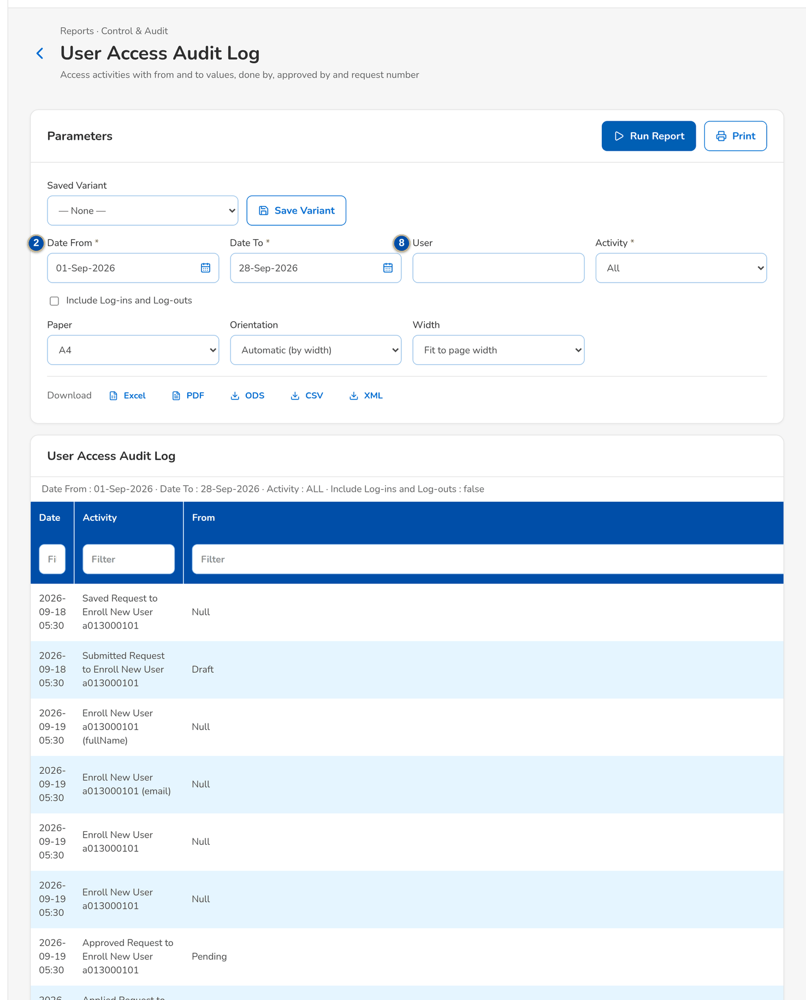 Reports · Control & Audit
User Access Audit Log
Access activities with from and to values, done by, approved by and request number
Parameters
Run Report
Print
Saved Variant
— None —
Save Variant
2
Date From *
Date To *
8
User
Activity *
01-Sep-2026
28-Sep-2026
All
Include Log-ins and Log-outs
Paper
Orientation
Width
A4
Automatic (by width)
Fit to page width
Download
Excel
PDF
ODS
CSV
XML
User Access Audit Log
Date From : 01-Sep-2026 · Date To : 28-Sep-2026 · Activity : ALL · Include Log-ins and Log-outs : false
Date
Activity
From
Fi
Filter
Filter
2026-
09-18
05:30
Saved Request to
Enroll New User
a013000101
Null
2026-
09-18
05:30
Submitted Request
to Enroll New User
a013000101
Draft
2026-
09-19
05:30
Enroll New User
a013000101
(fullName)
Null
2026-
09-19
05:30
Enroll New User
a013000101 (email)
Null
2026-
09-19
05:30
Enroll New User
a013000101
Null
2026-
09-19
05:30
Enroll New User
a013000101
Null
2026-
09-19
05:30
Approved Request to
Enroll New User
a013000101
Pending
2026-
Applied Request to